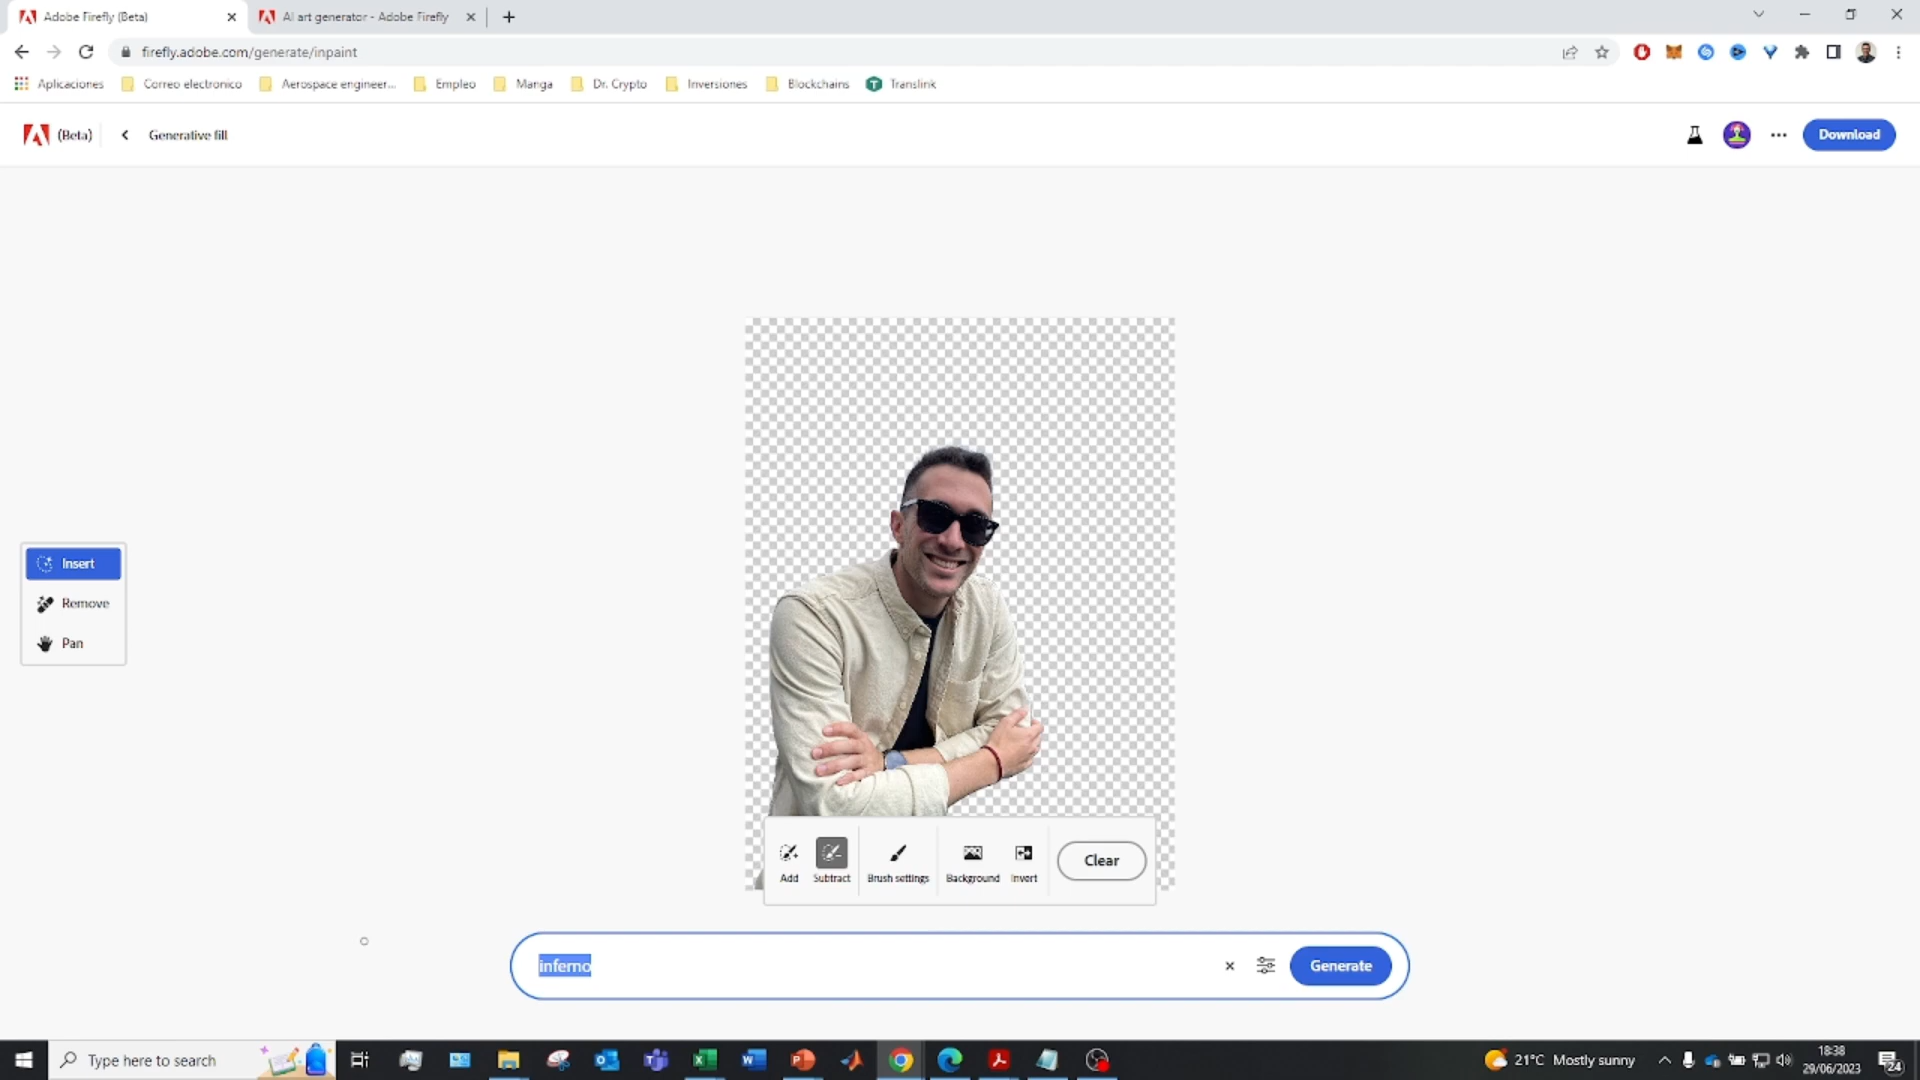 Adobe Firefly (Beta)
AI art generator - Adobe Firefly
firefly.adobe.com/generate/inpaint
Aplicaciones
Correo electronico
Aerospace engineer...
Empleo
Manga
Dr. Crypto
Inversiones
Blockchains
Translink
(Beta)
Generative fill
Download
Insert
Remove
Pan
Add
Subtract
Brush settings
Background
Invert
Clear
inferno
Generate
Type here to search
21°C Mostly sunny
18:38
29/06/2023
24